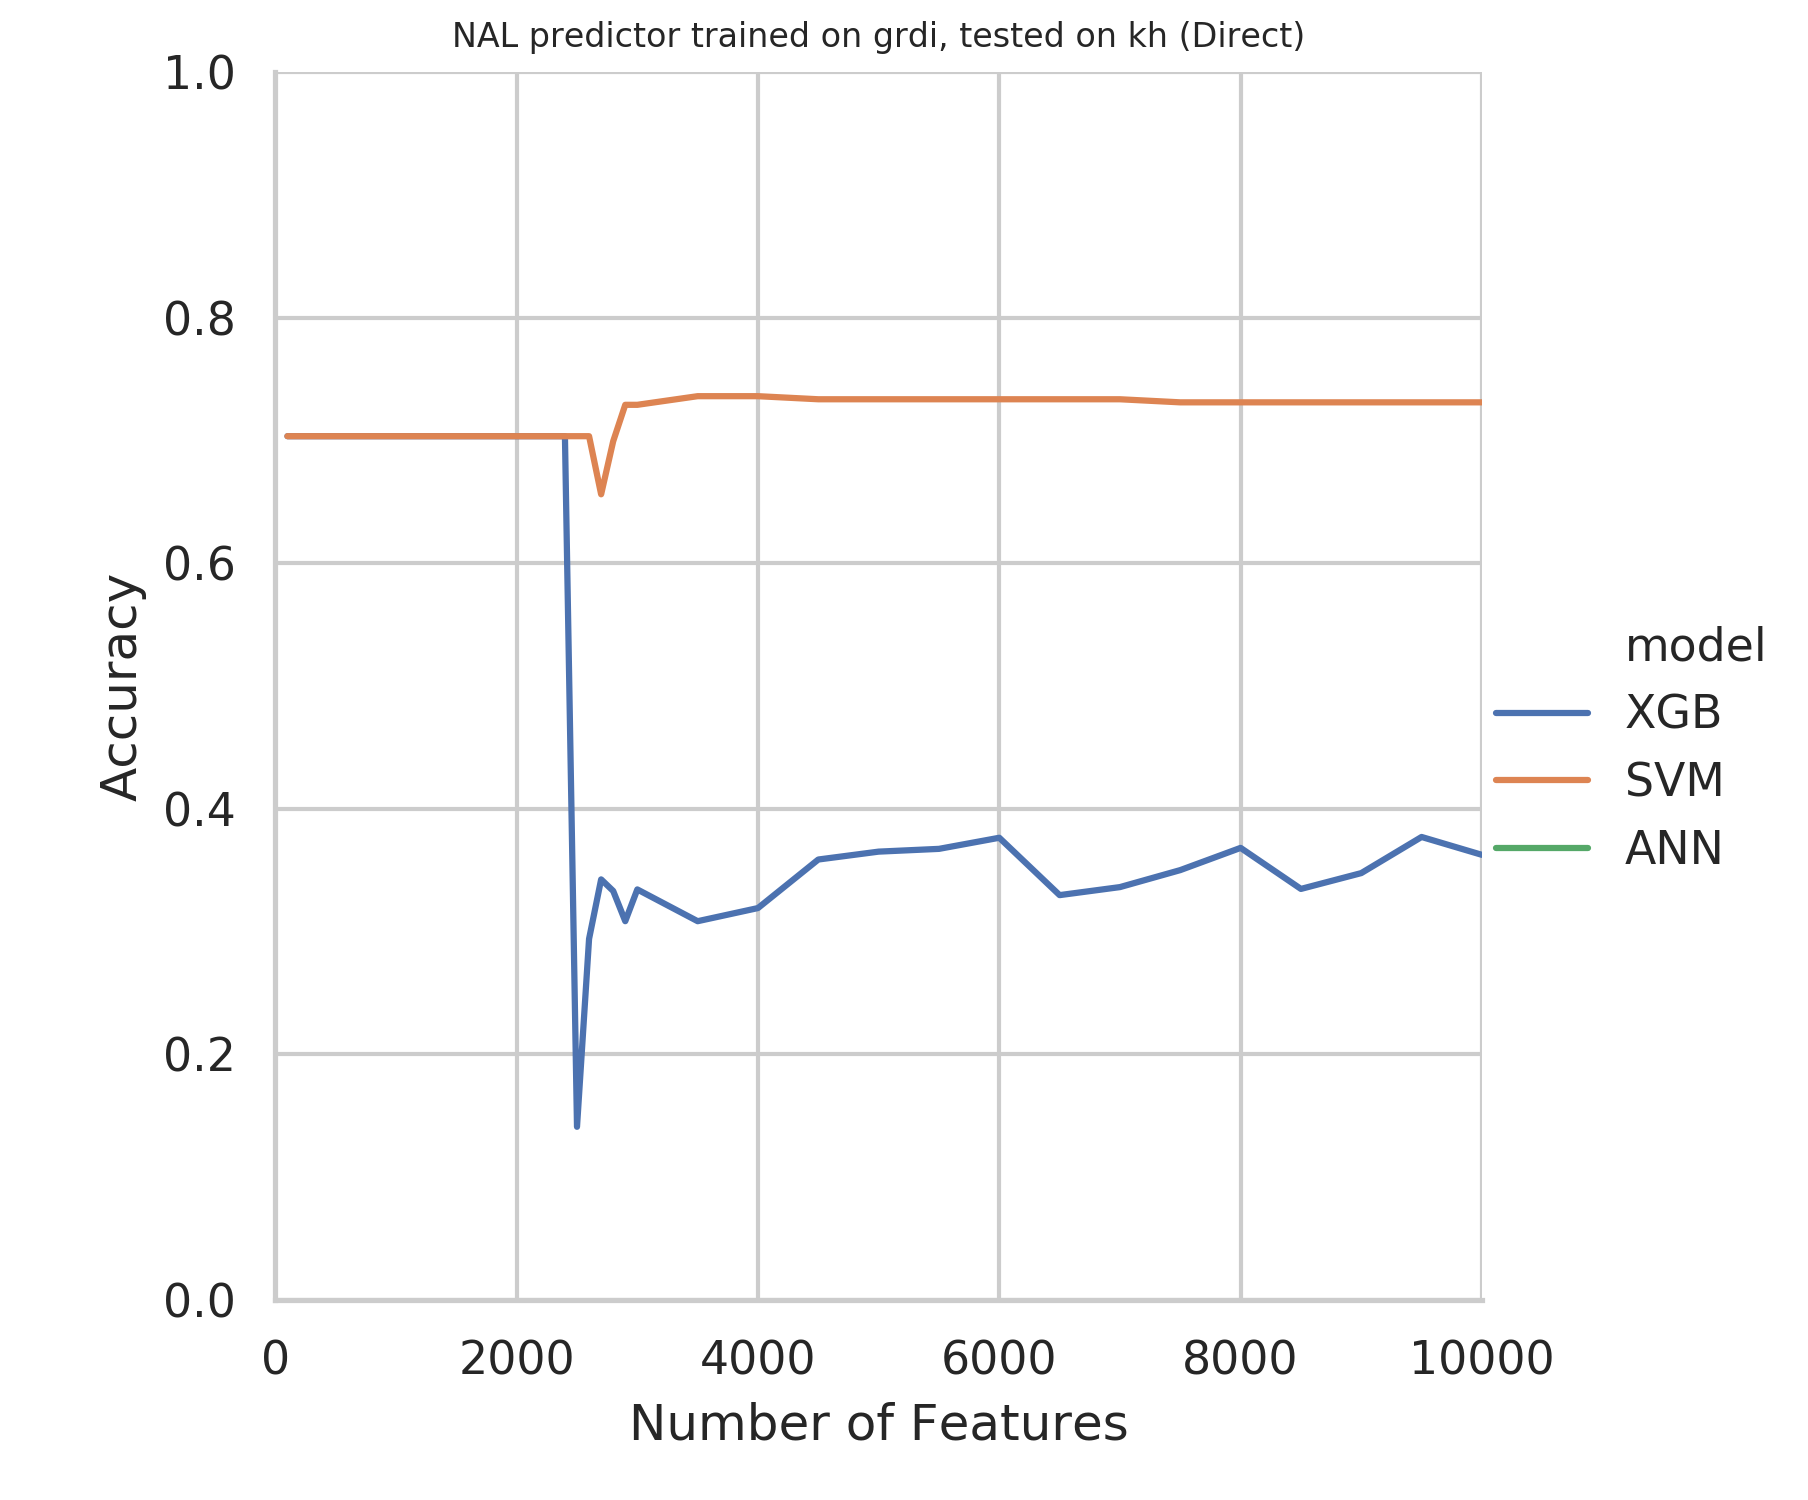 NAL predictor trained on grdi, tested on kh (Direct)
1.0
0.8
0.6
0.4
0.2
0.0
Accuracy
0 2000 4000 6000 8000 10000
Number of Features
model
XGB
SVM
ANN